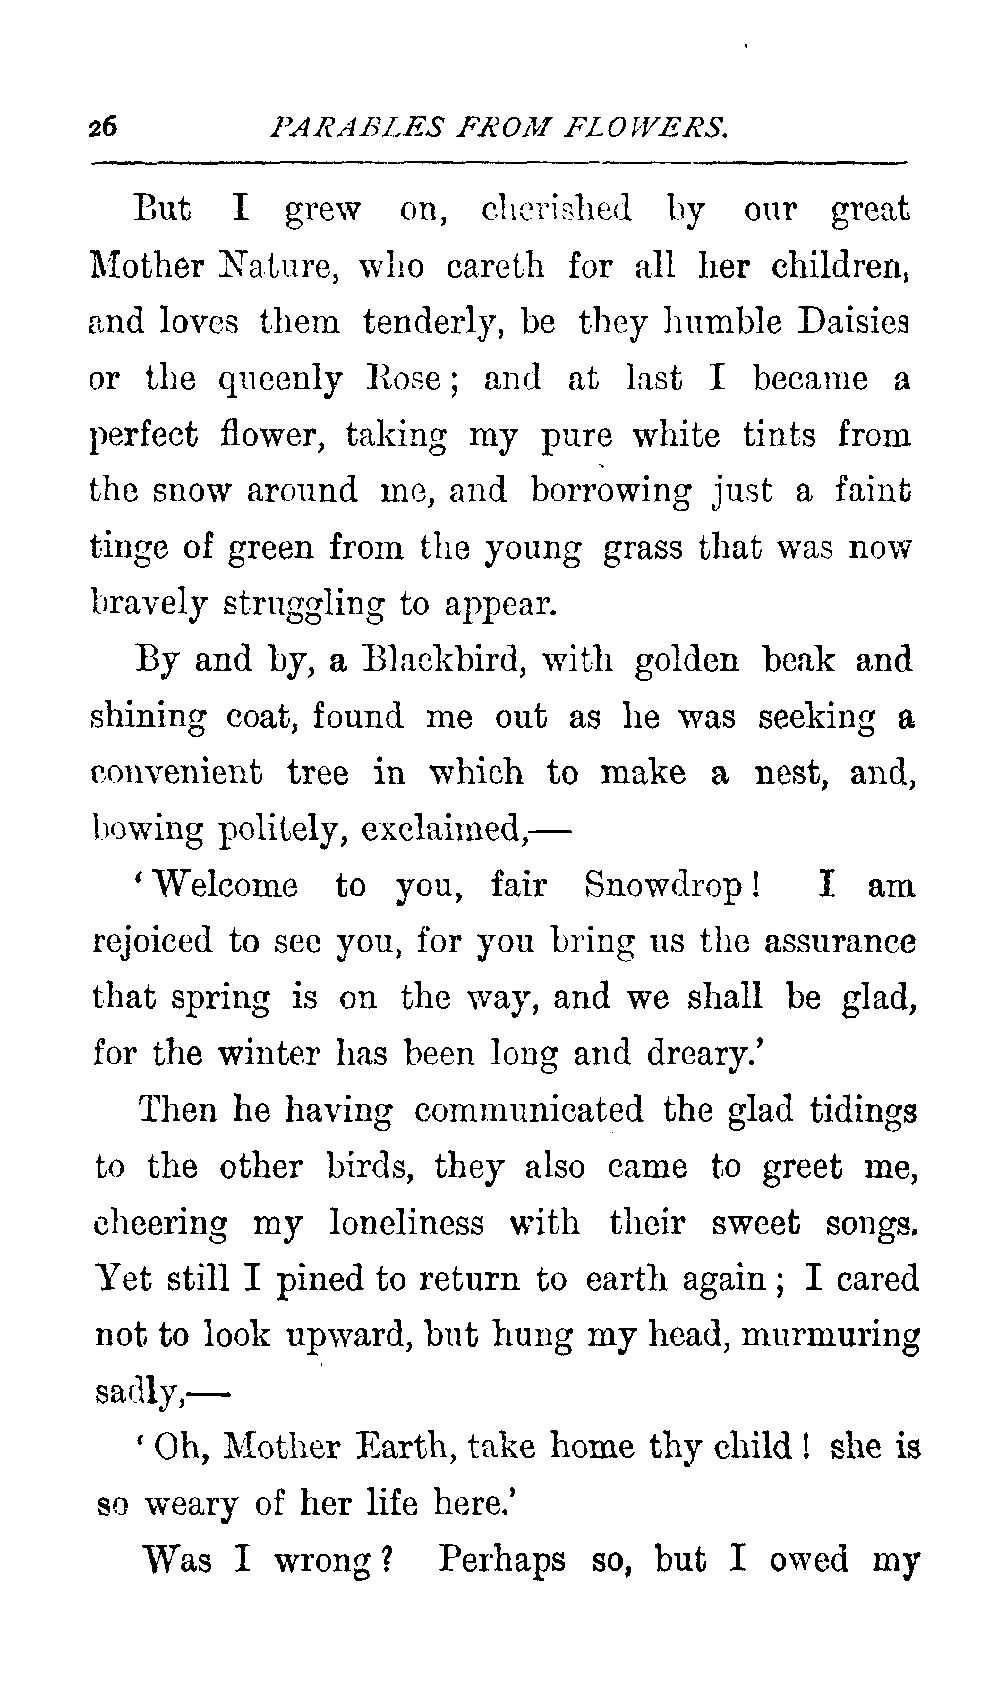 26 PARABLES FROM FLOWERS.
But I grew on, cherished by our great
Mother Nature, who careth for all her children,
and loves them tenderly, be they humble Daisies
or the queenly Rose; and at last I became a
perfect flower, taking my pure white tints from
the snow around me, and borrowing just a faint
tinge of green from the young grass that was now
bravely struggling to appear.
By and by, a Blackbird, with golden beak and
shining coat, found me out as he was seeking a
convenient tree in which to make a nest, and,
bowing politely, exclaimed,—
'Welcome to you, fair Snowdrop! I am
rejoiced to see you, for you bring us the assurance
that spring is on the way, and we shall be glad,
for the winter has been long and dreary.'
Then he having communicated the glad tidings
to the other birds, they also came to greet me,
cheering my loneliness with their sweet songs.
Yet still I pined to return to earth again; I cared
not to look upward, but hung my head, murmuring
sadly,—
'Oh, Mother Earth, take home thy child! she is
so weary of her life here.'
Was I wrong? Perhaps so, but I owed my